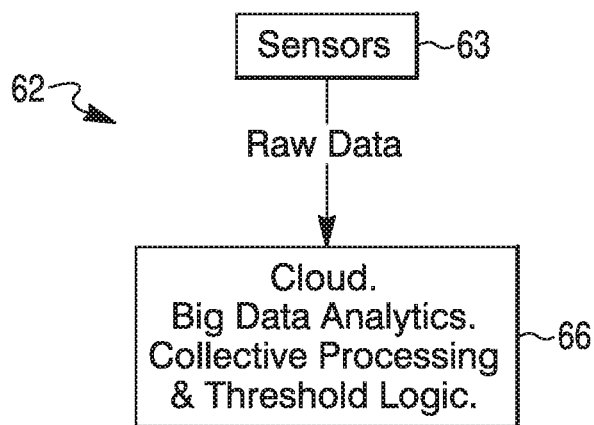 Sensors
63
62
Raw Data
Cloud.
Big Data Analytics.
Collective Processing
& Threshold Logic.
66